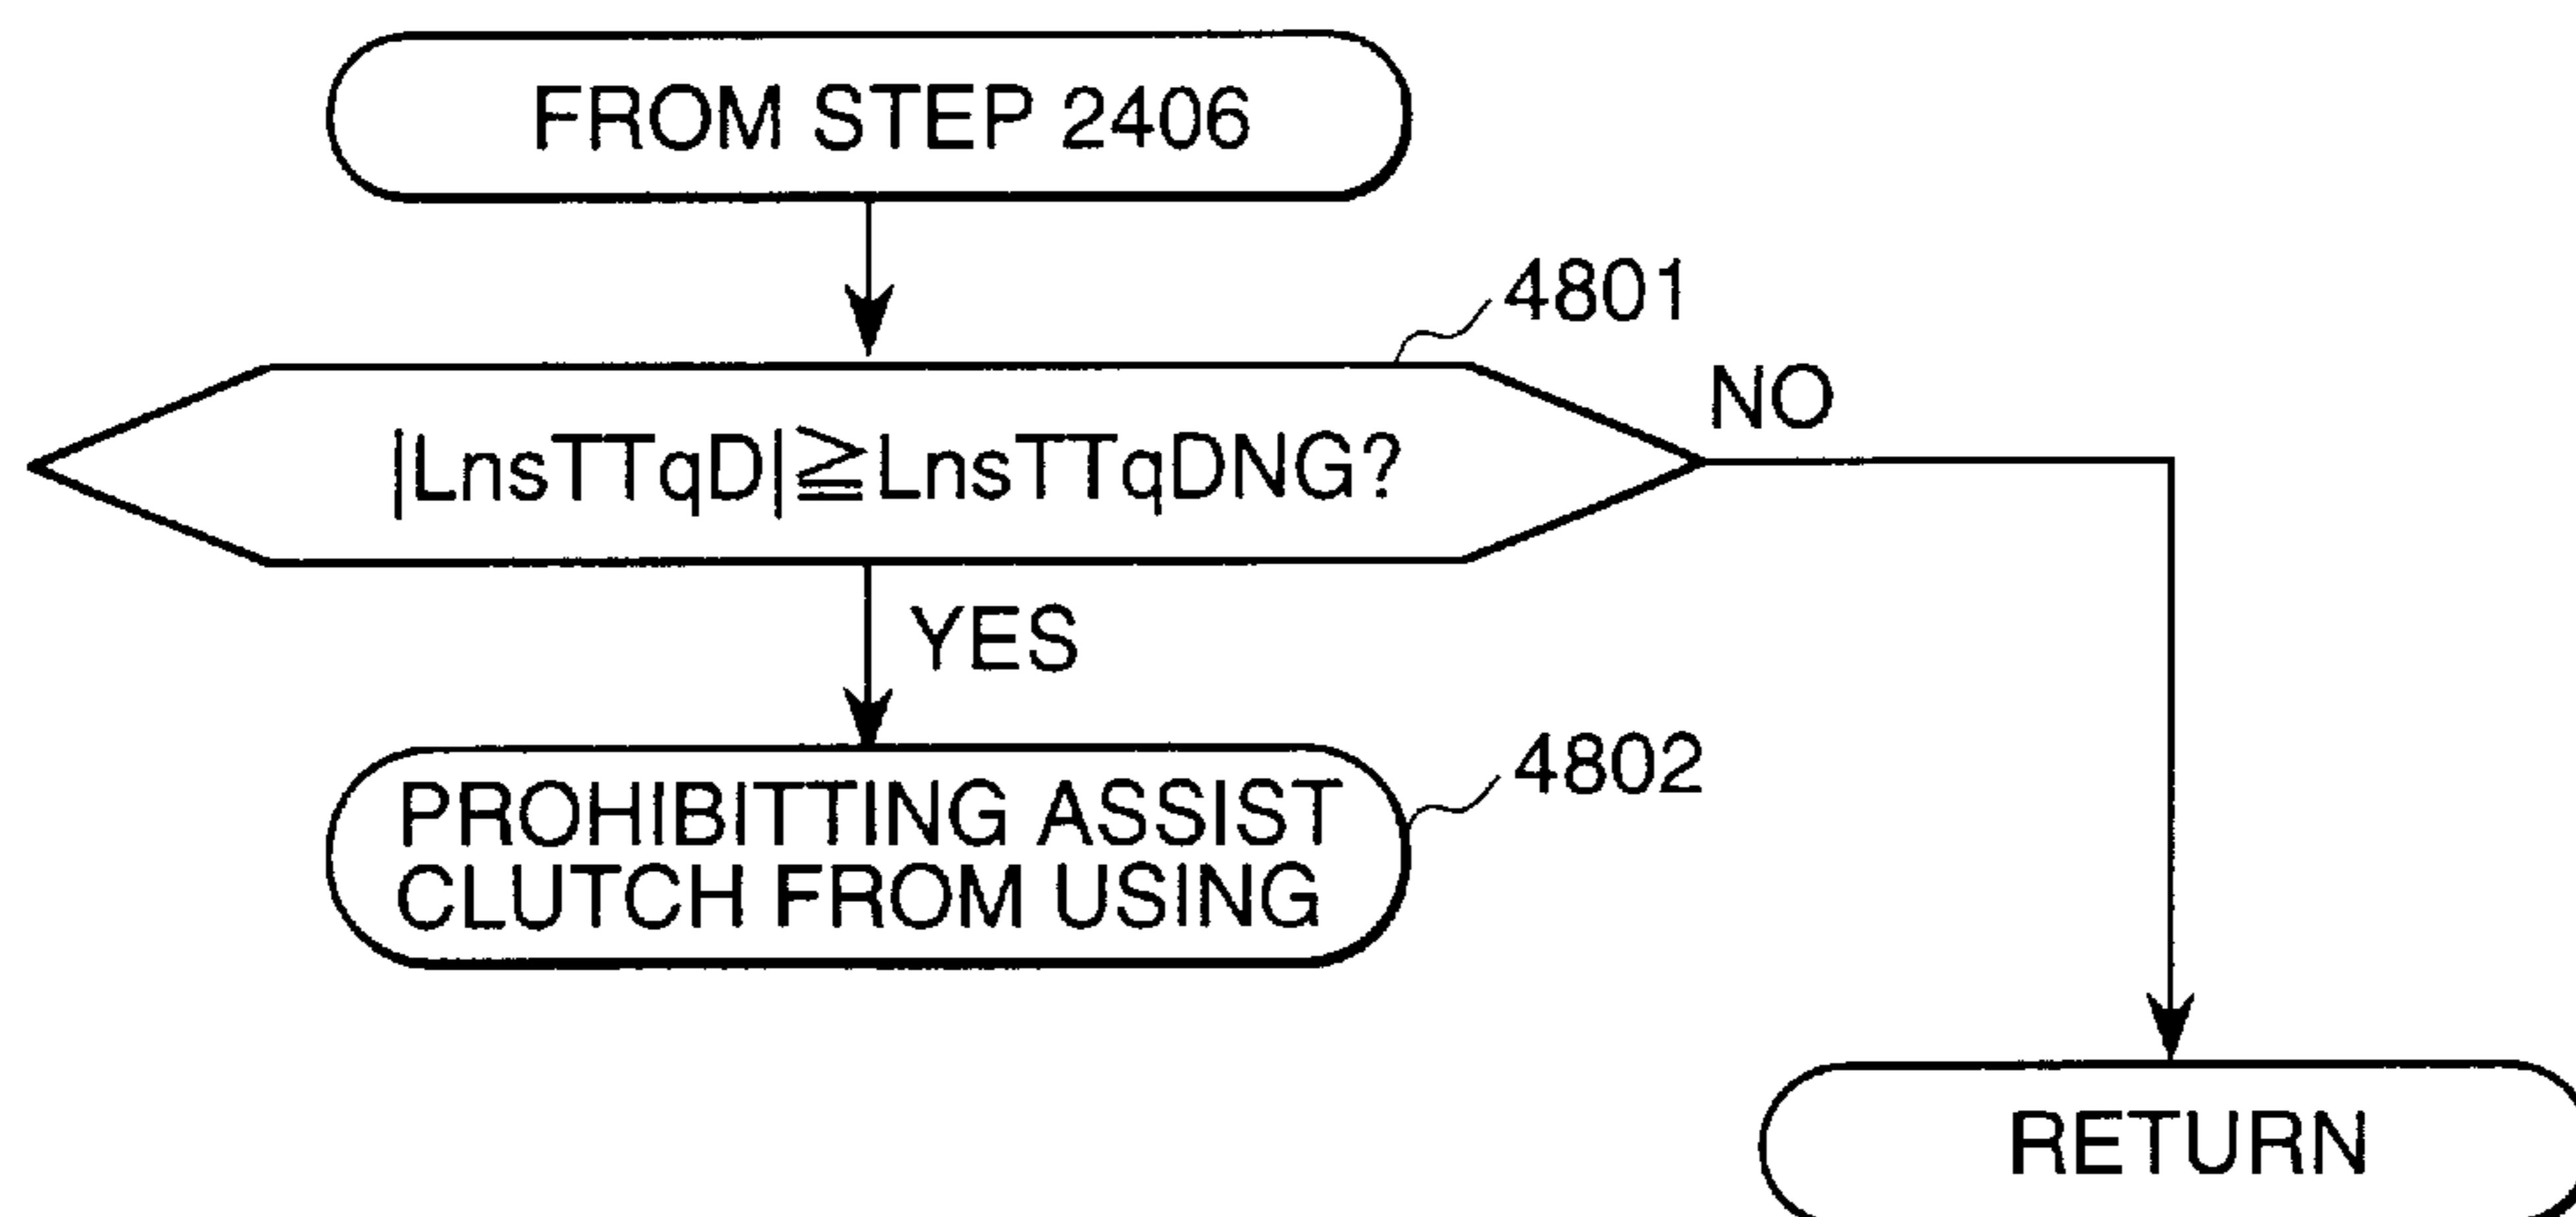 FROM STEP 2406
4801
|LnsTTqD|≧LnsTTqDNG?
NO
YES
4802
PROHIBITTING ASSIST
CLUTCH FROM USING
RETURN